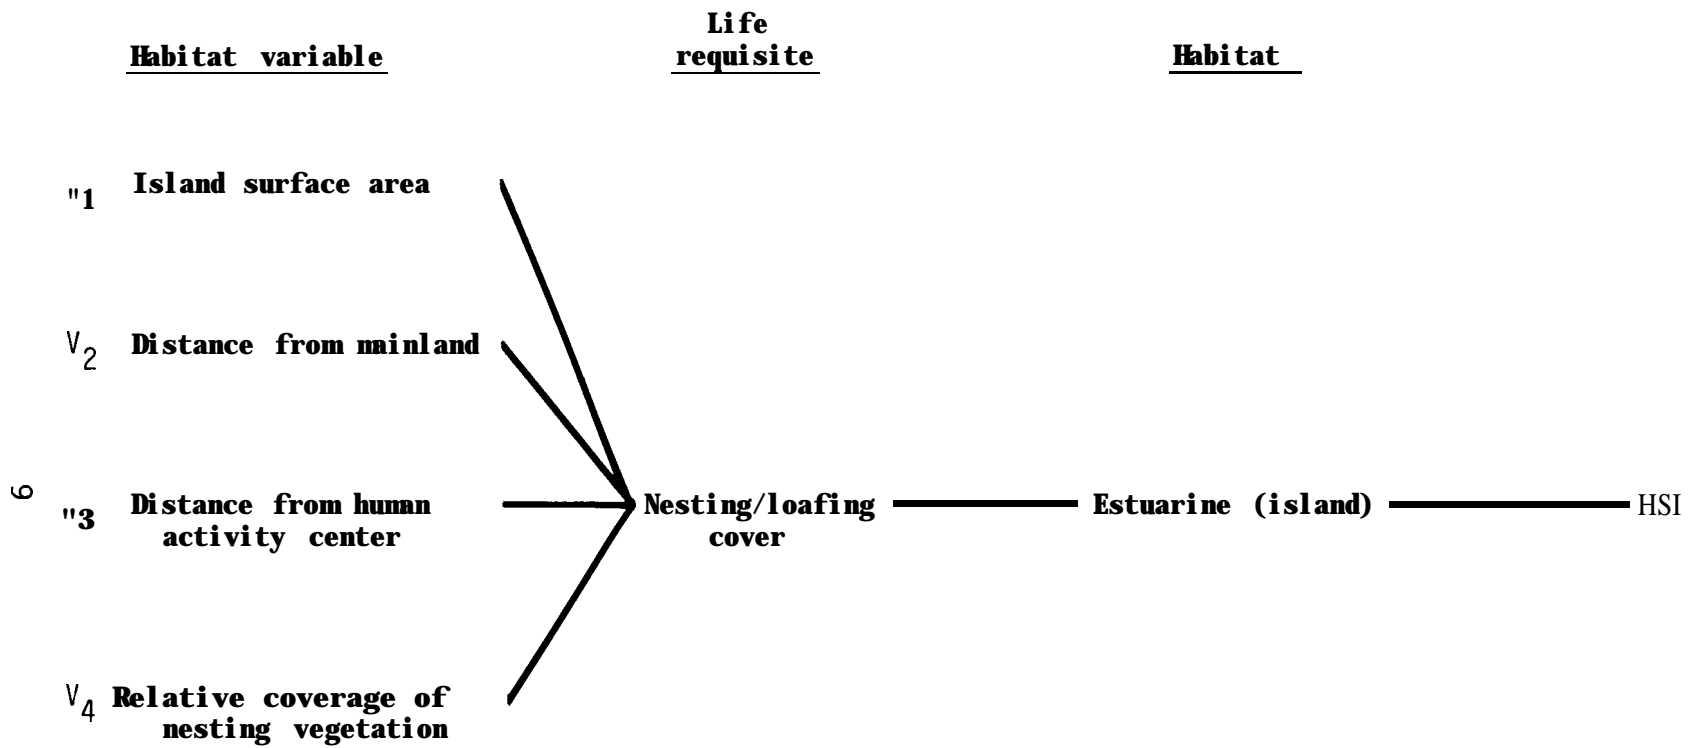 Habitat variable
Life
requisite
Habitat
"1 Island surface area
V2 Distance from mainland
"3 Distance from human
activity center
V4 Relative coverage of
nesting vegetation
Nesting/loafing
cover
Estuarine (island)
HSI
6